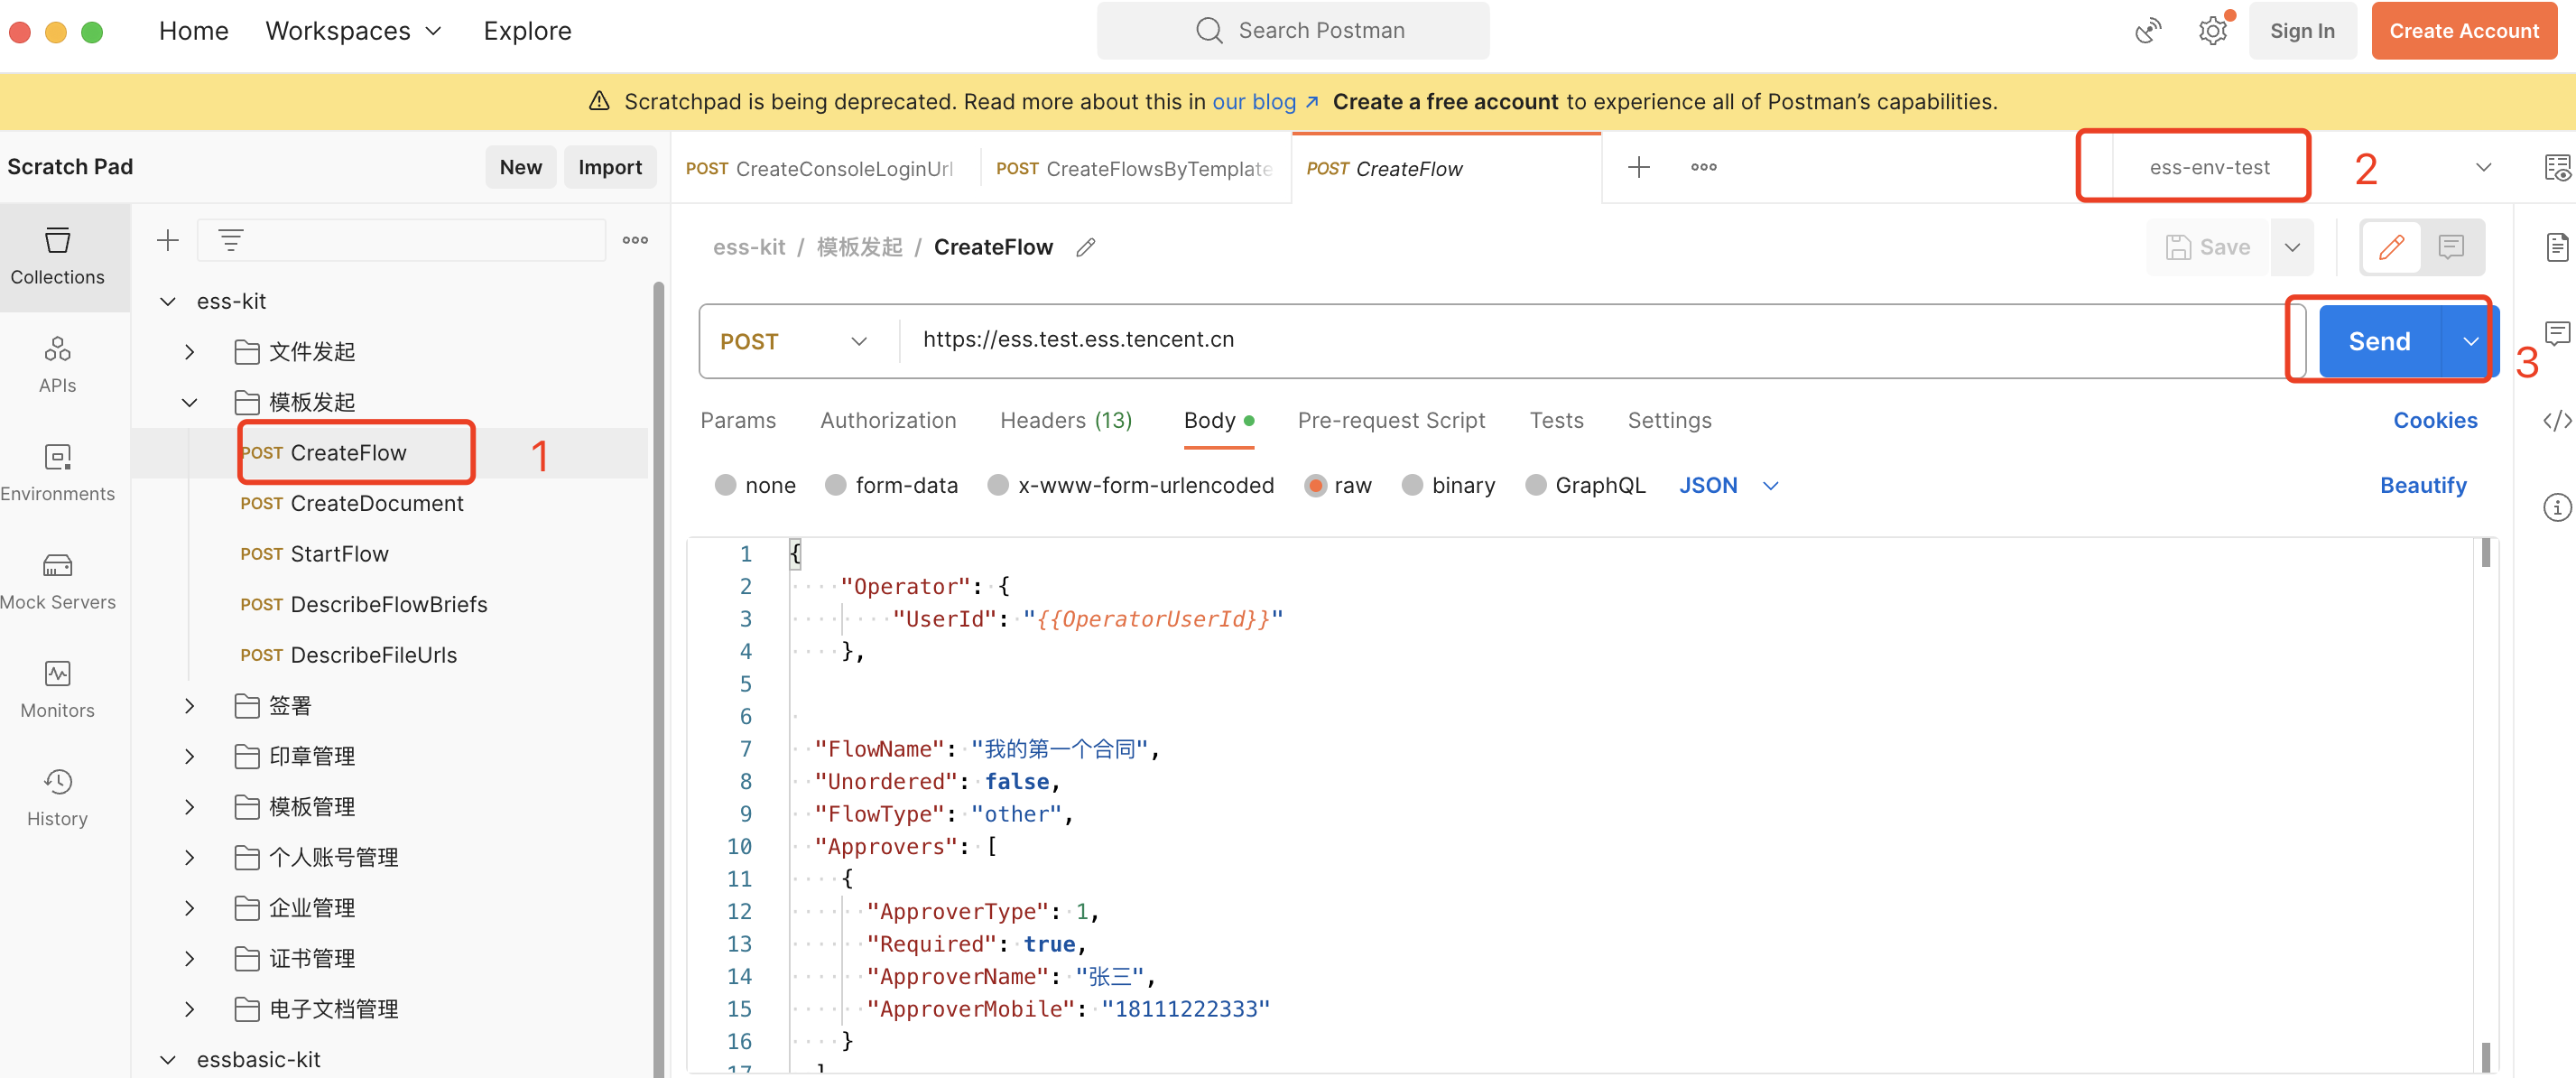 Home Workspaces Explore Search Postman Sign In Create Account
Scratchpad is being deprecated. Read more about this in our blog ↗ Create a free account to experience all of Postman's capabilities.
Scratch Pad New Import
POST CreateConsoleLoginUrl POST CreateFlowsByTemplate POST CreateFlow ess-env-test 2
Collections
APIs
Environments
Mock Servers
Monitors
History
ess-kit
文件发起
模板发起
POST CreateFlow 1
POST CreateDocument
POST StartFlow
POST DescribeFlowBriefs
POST DescribeFileUrls
签署
印章管理
模板管理
个人账号管理
企业管理
证书管理
电子文档管理
essbasic-kit
ess-kit / 模板发起 / CreateFlow Save
POST https://ess.test.ess.tencent.cn Send 3
Params Authorization Headers (13) Body Pre-request Script Tests Settings Cookies
none form-data x-www-form-urlencoded raw binary GraphQL JSON Beautify
1 {
2 "Operator": {
3 "UserId": "{{OperatorUserId}}"
4 },
5
6
7 "FlowName": "我的第一个合同",
8 "Unordered": false,
9 "FlowType": "other",
10 "Approvers": [
11 {
12 "ApproverType": 1,
13 "Required": true,
14 "ApproverName": "张三",
15 "ApproverMobile": "18111222333"
16 }
17 ]